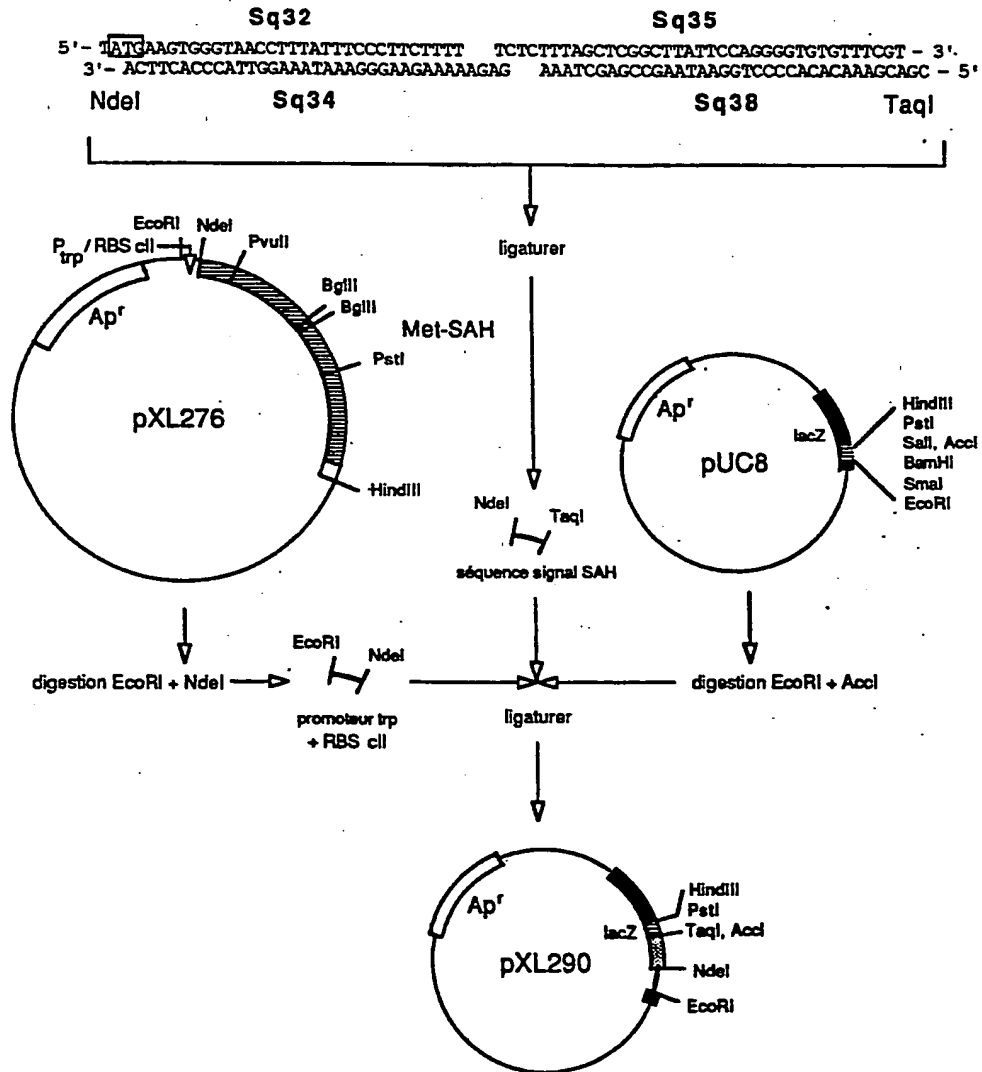 Sq32 Sq35
5'- TATGAAGTGGGTAACCTTTATTTCCCTTCTTTT TCTCTTTAGCTCGGCTTATTCCAGGGGTGTGTTTCGT - 3'.
3'- ACTTCACCCATTGGAAATAAAGGGAAGAAAAAGAG AAATCGAGCCGAATAAGGTCCCCACACAAAGCAGC - 5'
NdeI Sq34 Sq38 TaqI
ligaturer
EcoRI NdeI
Ptrp/RBS cII PvuII
BglII
BglII
Apr Met-SAH
PstI
pXL276
HindIII
Apr
lacZ
pUC8
HindIII
PstI
SalI, AccI
BamHI
SmaI
EcoRI
NdeI TaqI
séquence signal SAH
digestion EcoRI + NdeI
EcoRI NdeI
promoteur trp
+ RBS cII
digestion EcoRI + AccI
ligaturer
Apr
lacZ
pXL290
HindIII
PstI
TaqI, AccI
NdeI
EcoRI